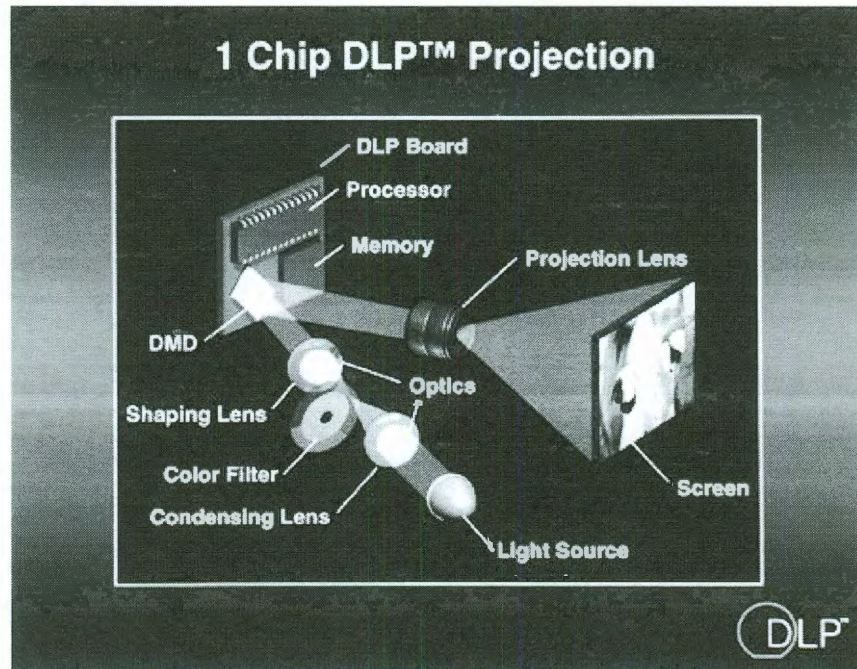 1 Chip DLP™ Projection
DLP Board
Processor
Memory
Projection Lens
DMD
Optics
Shaping Lens
Color Filter
Screen
Condensing Lens
Light Source
DLP™